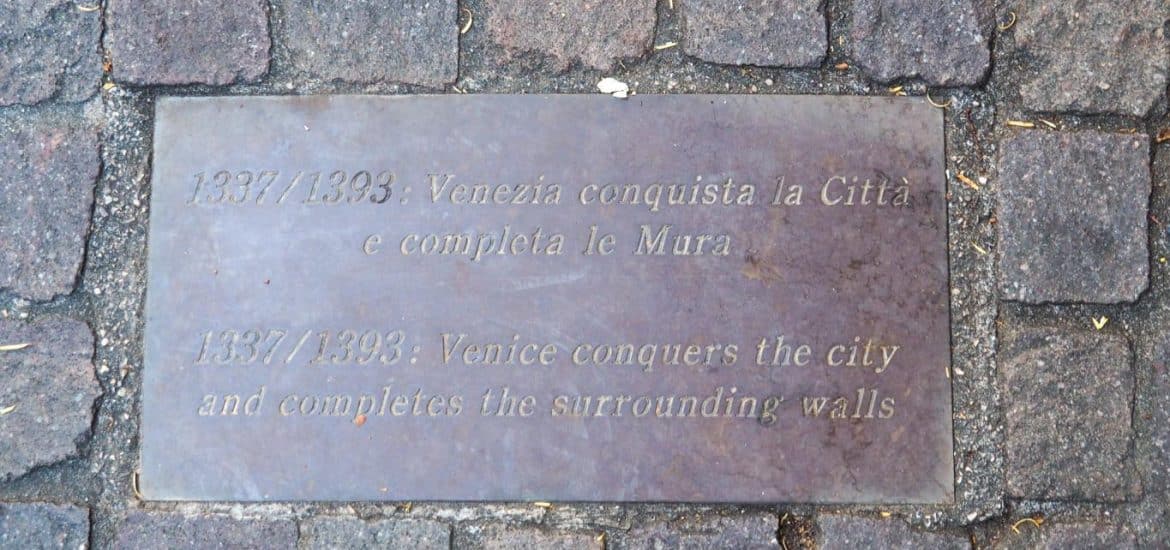 1337/1393: Venezia conquista la Città
e completa le Mura
1337/1393: Venice conquers the city
and completes the surrounding walls